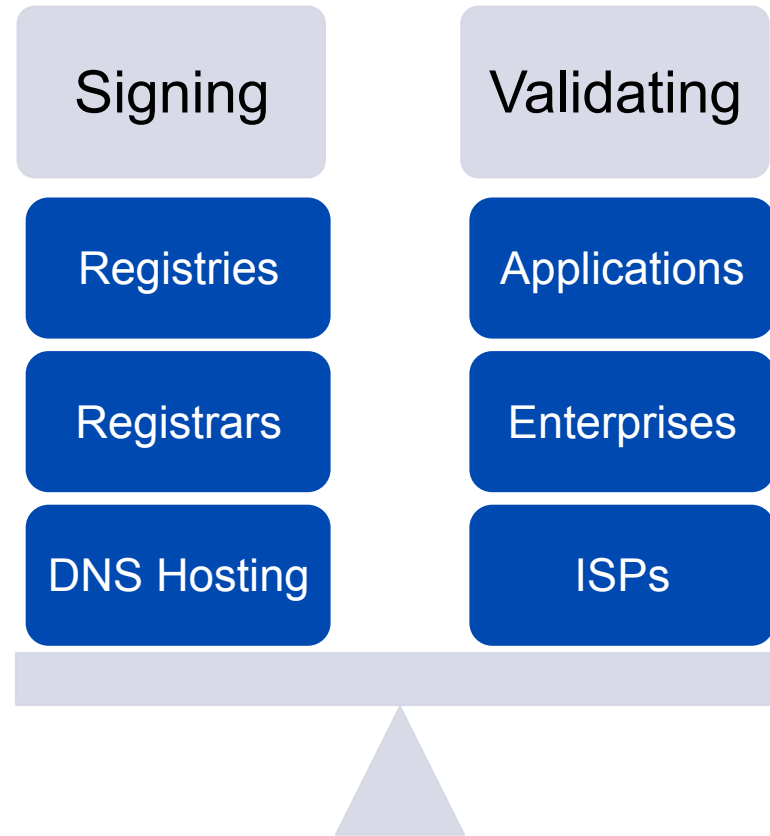 Signing
Validating
Registries
Applications
Registrars
Enterprises
DNS Hosting
ISPs